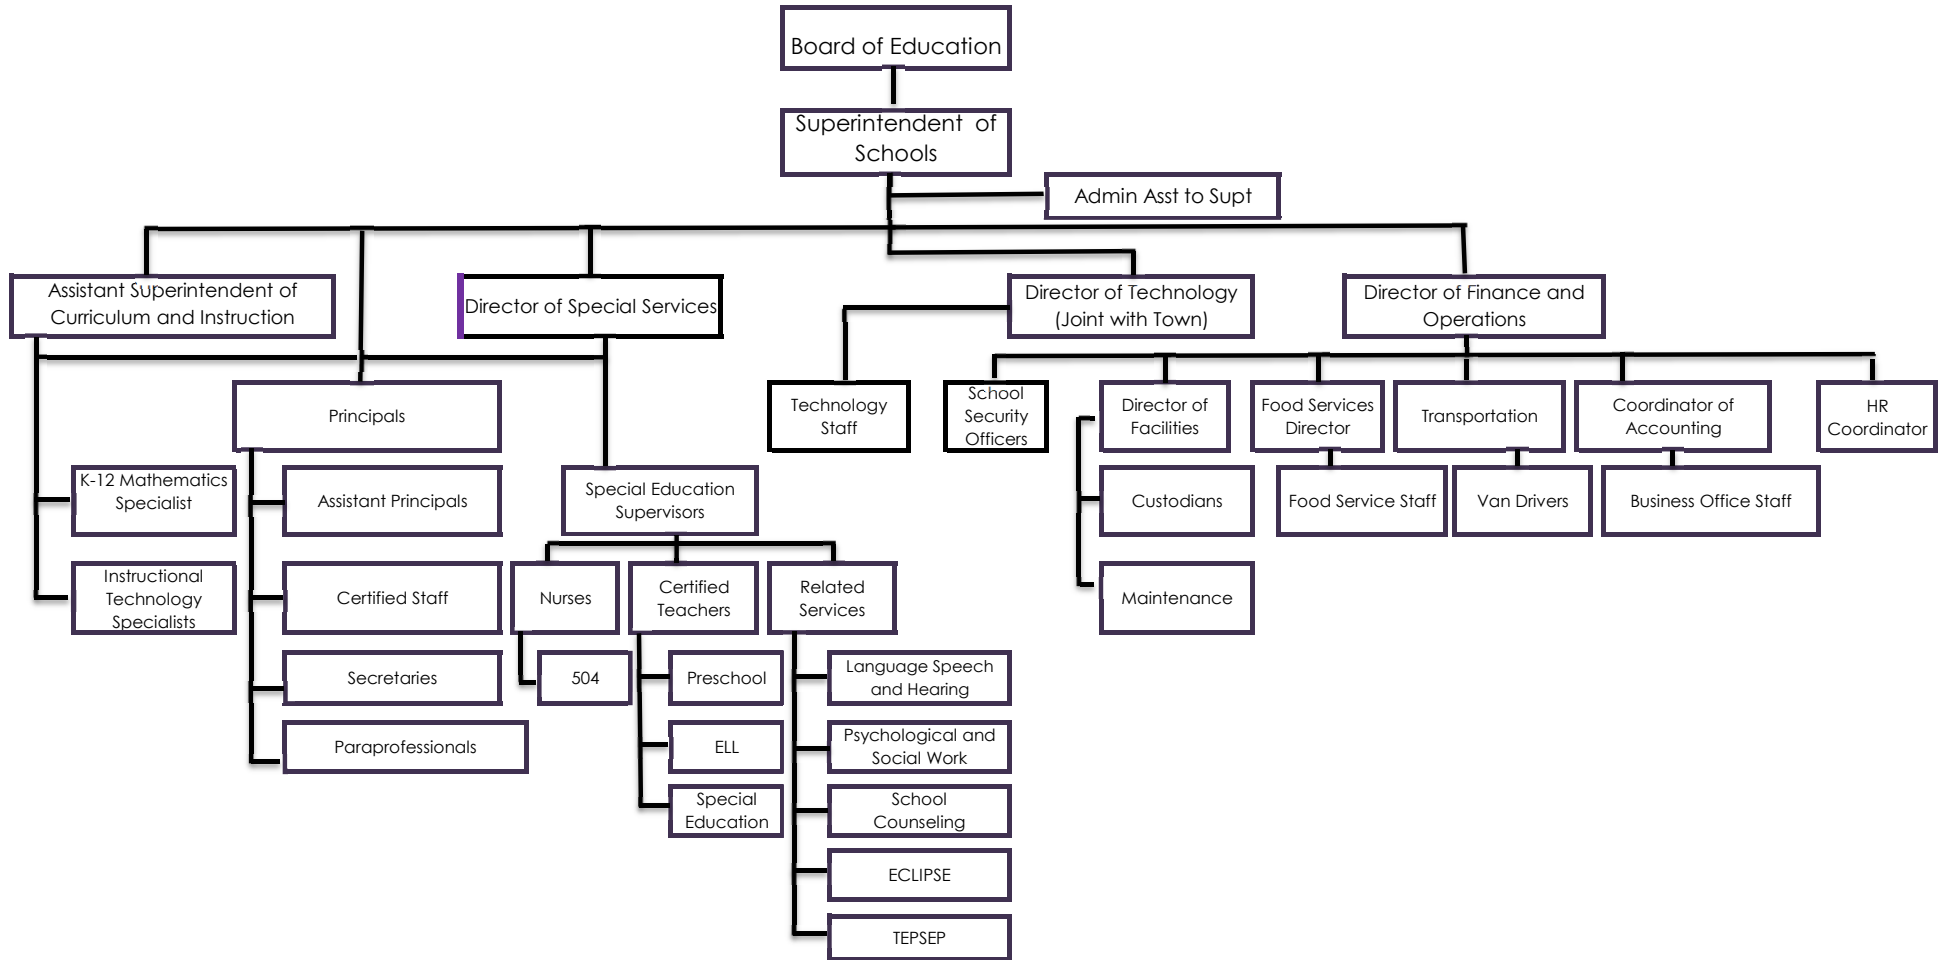 Board of Education
Superintendent of
Schools
Admin Asst to Supt
Assistant Superintendent of
Curriculum and Instruction
Director of Special Services
Director of Technology
(Joint with Town)
Director of Finance and
Operations
Principals
Technology
Staff
School
Security
Officers
Director of
Facilities
Food Services
Director
Transportation
Coordinator of
Accounting
HR
Coordinator
K-12 Mathematics
Specialist
Assistant Principals
Special Education
Supervisors
Custodians
Food Service Staff
Van Drivers
Business Office Staff
Instructional
Technology
Specialists
Certified Staff
Nurses
Certified
Teachers
Related
Services
Maintenance
Secretaries
504
Preschool
Language Speech
and Hearing
Paraprofessionals
ELL
Psychological and
Social Work
Special
Education
School
Counseling
ECLIPSE
TEPSEP